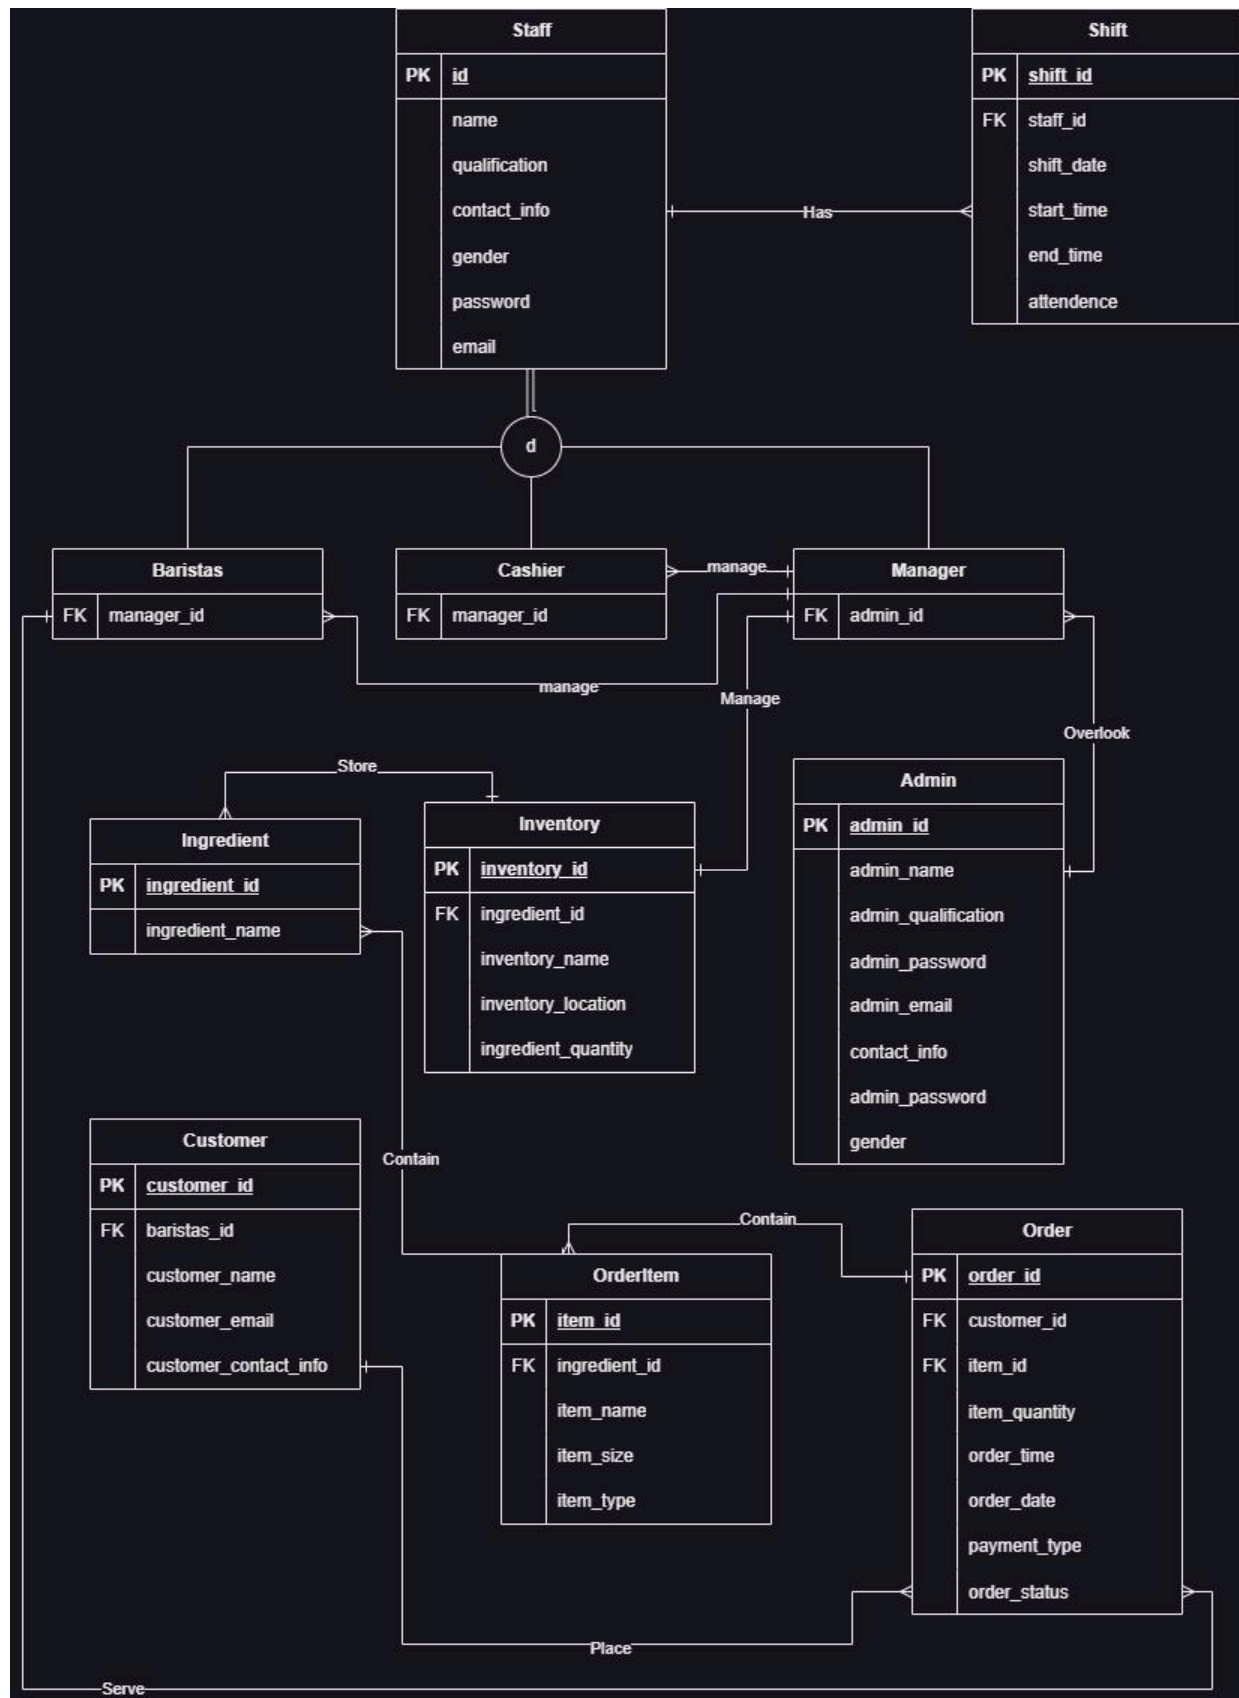 Staff
PK id
name
qualification
contact_info
gender
password
email
Shift
PK shift_id
FK staff_id
shift_date
start_time
end_time
attendence
Has
d
Baristas
FK manager_id
Cashier
FK manager_id
manage
Manager
FK admin_id
manage
Manage
Overlook
Store
Ingredient
PK ingredient_id
ingredient_name
Inventory
PK inventory_id
FK ingredient_id
inventory_name
inventory_location
ingredient_quantity
Admin
PK admin_id
admin_name
admin_qualification
admin_password
admin_email
contact_info
admin_password
gender
Customer
PK customer_id
FK baristas_id
customer_name
customer_email
customer_contact_info
Contain
Contain
OrderItem
PK item_id
FK ingredient_id
item_name
item_size
item_type
Order
PK order_id
FK customer_id
FK item_id
item_quantity
order_time
order_date
payment_type
order_status
Place
Serve